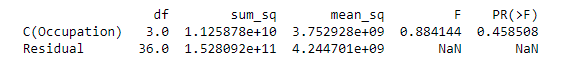 df sum_sq mean_sq F PR(>F)
C(Occupation) 3.0 1.125878e+10 3.752928e+09 0.884144 0.458508
Residual 36.0 1.528092e+11 4.244701e+09 NaN NaN